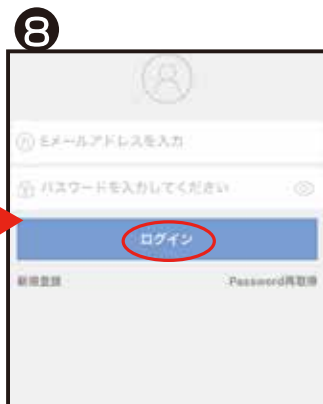 8
Eメールアドレスを入力
パスワードを入力してください
ログイン
新規登録
Password再取得